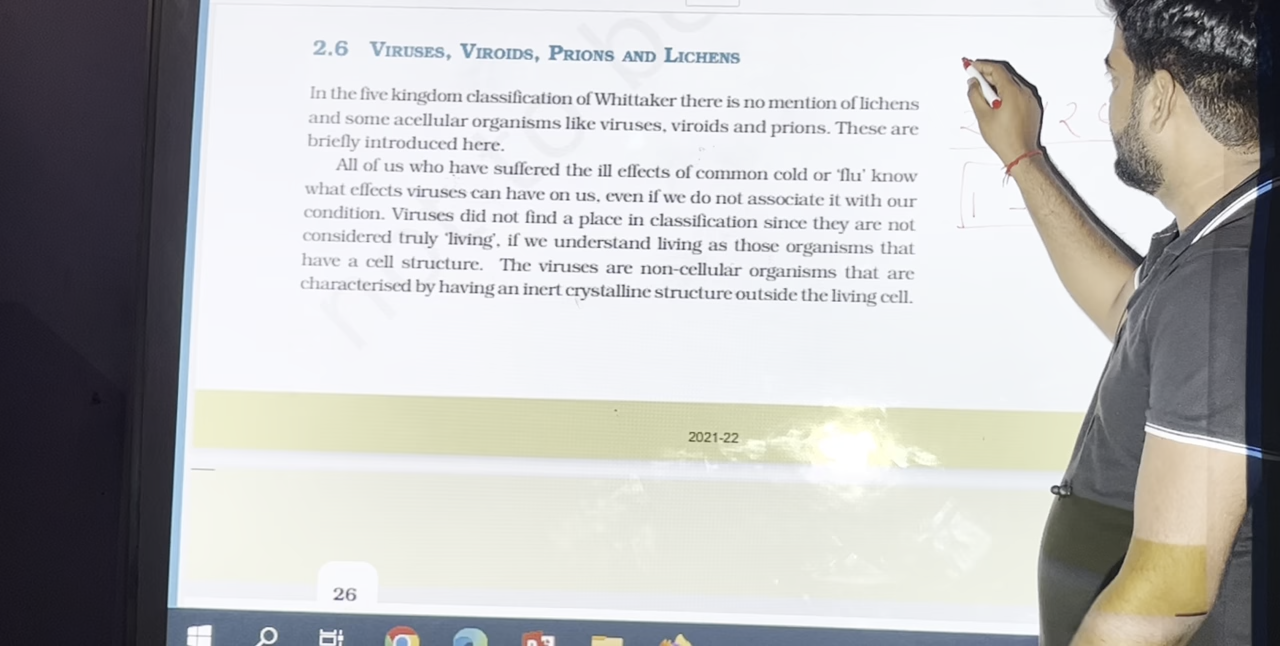 2.6 VIRUSES, VIROIDS, PRIONS AND LICHENS
In the five kingdom classification of Whittaker there is no mention of lichens
and some acellular organisms like viruses, viroids and prions. These are
briefly introduced here.
All of us who have suffered the ill effects of common cold or 'flu' know
what effects viruses can have on us, even if we do not associate it with our
condition. Viruses did not find a place in classification since they are not
considered truly 'living', if we understand living as those organisms that
have a cell structure. The viruses are non-cellular organisms that are
characterised by having an inert crystalline structure outside the living cell.
2021-22
26